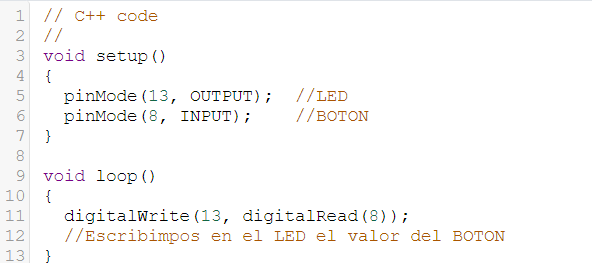 1 // C++ code
2 //
3 void setup()
4 {
5 pinMode(13, OUTPUT); //LED
6 pinMode(8, INPUT); //BOTON
7 }
8
9 void loop()
10 {
11 digitalWrite(13, digitalRead(8));
12 //Escribimpos en el LED el valor del BOTON
13 }